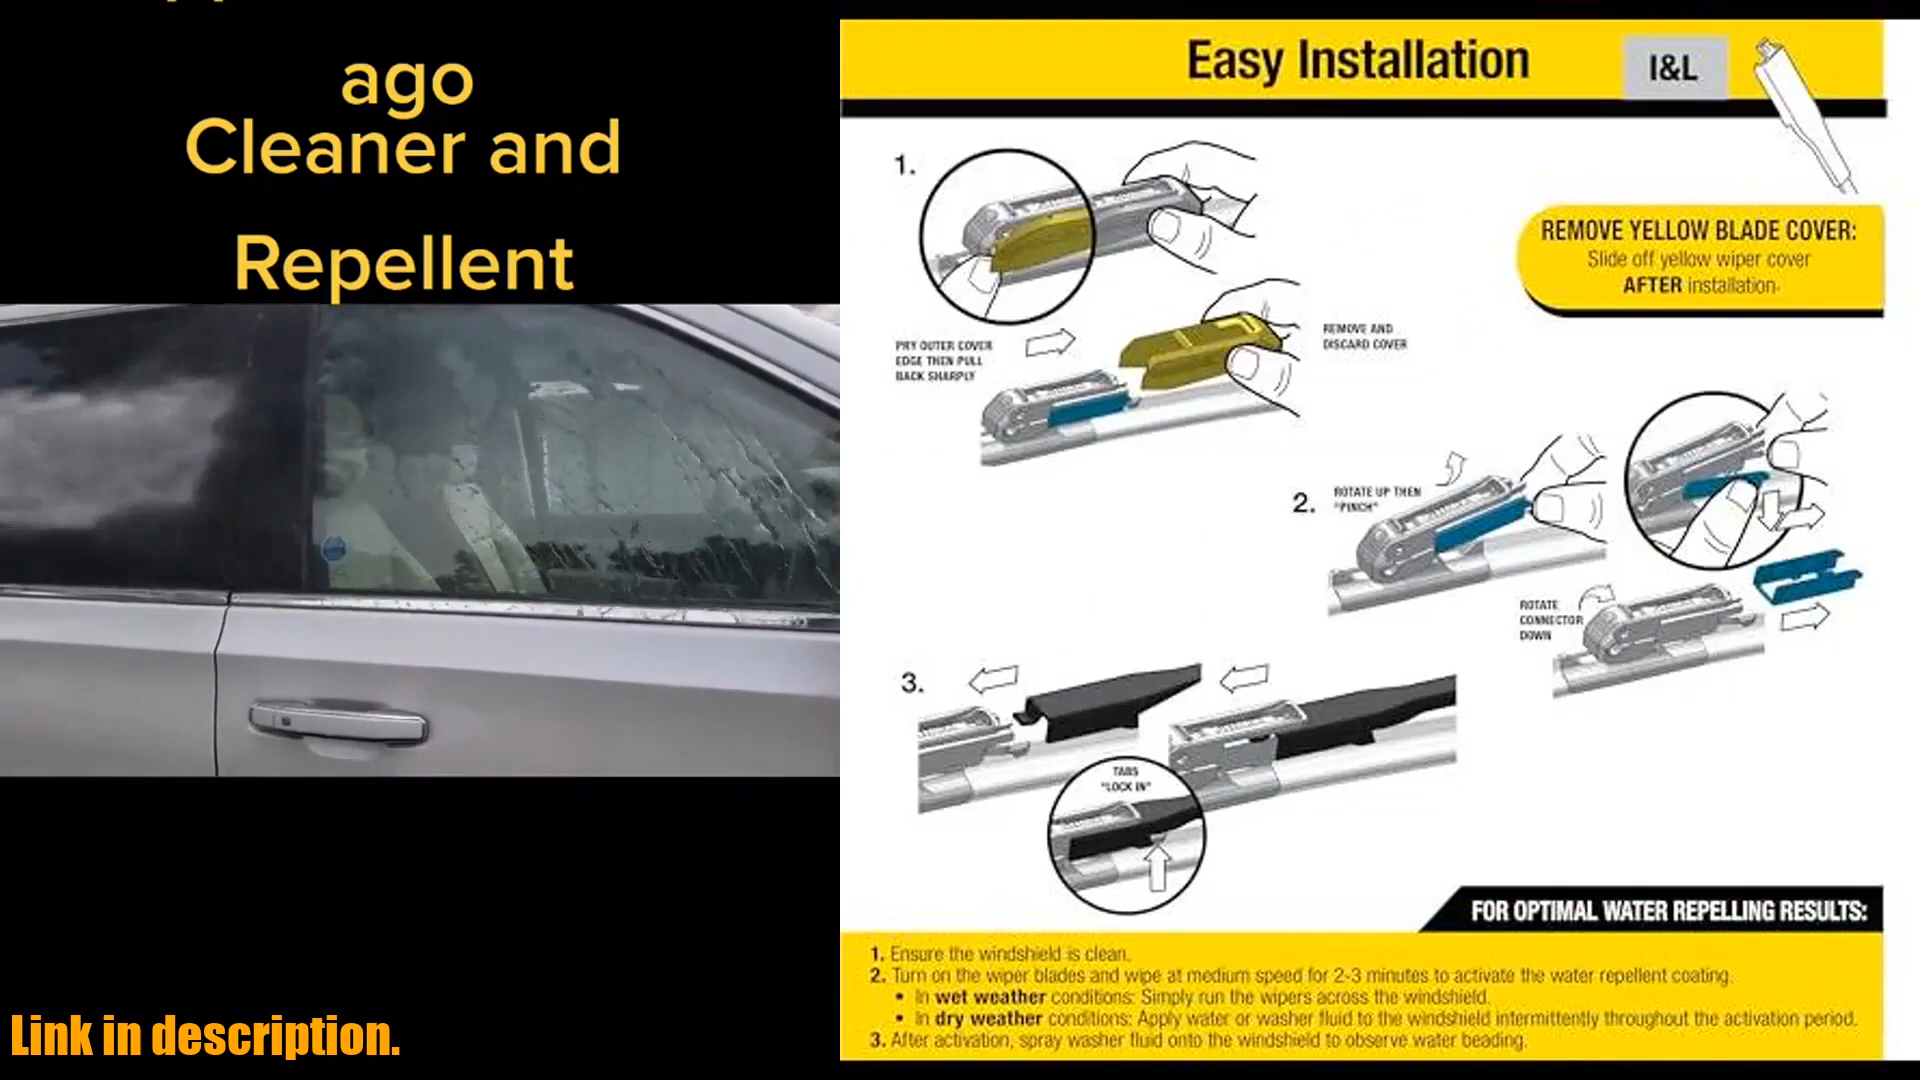 ago
Cleaner and
Repellent
Link in description.
Easy Installation
I&L
REMOVE YELLOW BLADE COVER:
Slide off yellow wiper cover
AFTER installation.
1.
PRY OUTER COVER
EDGE THEN PULL
BACK SHARPLY
REMOVE AND
DISCARD COVER
2.
ROTATE UP THEN
"PINCH"
ROTATE
CONNECTOR
DOWN
3.
TABS
"LOCK IN"
FOR OPTIMAL WATER REPELLING RESULTS:
1. Ensure the windshield is clean.
2. Turn on the wiper blades and wipe at medium speed for 2-3 minutes to activate the water repellent coating.
• In wet weather conditions: Simply run the wipers across the windshield.
• In dry weather conditions: Apply water or washer fluid to the windshield intermittently throughout the activation period.
3. After activation, spray washer fluid onto the windshield to observe water beading.